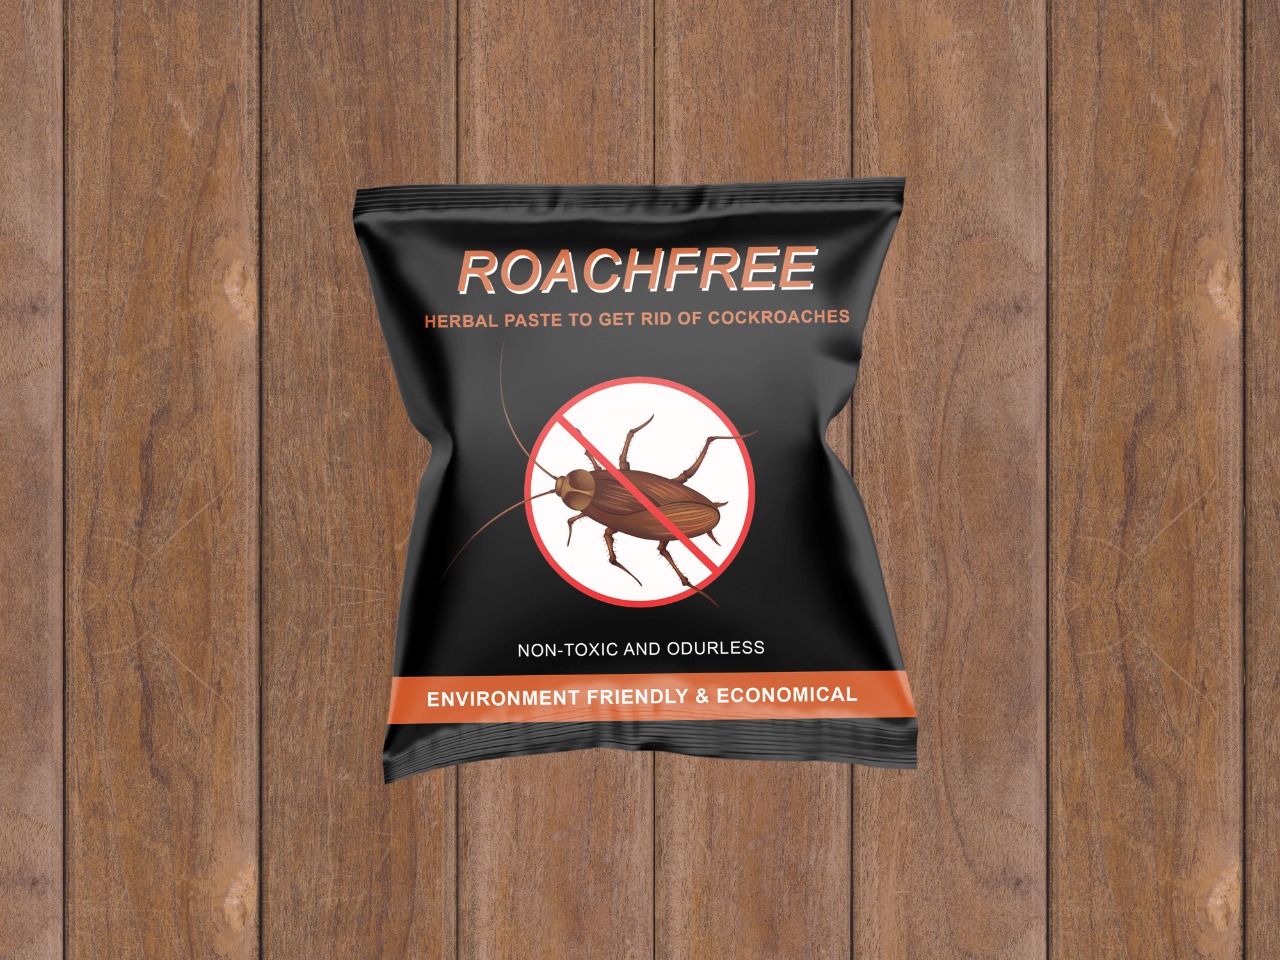 ROACHFREE
HERBAL PASTE TO GET RID OF COCKROACHES
NON-TOXIC AND ODURLESS
ENVIRONMENT FRIENDLY & ECONOMICAL